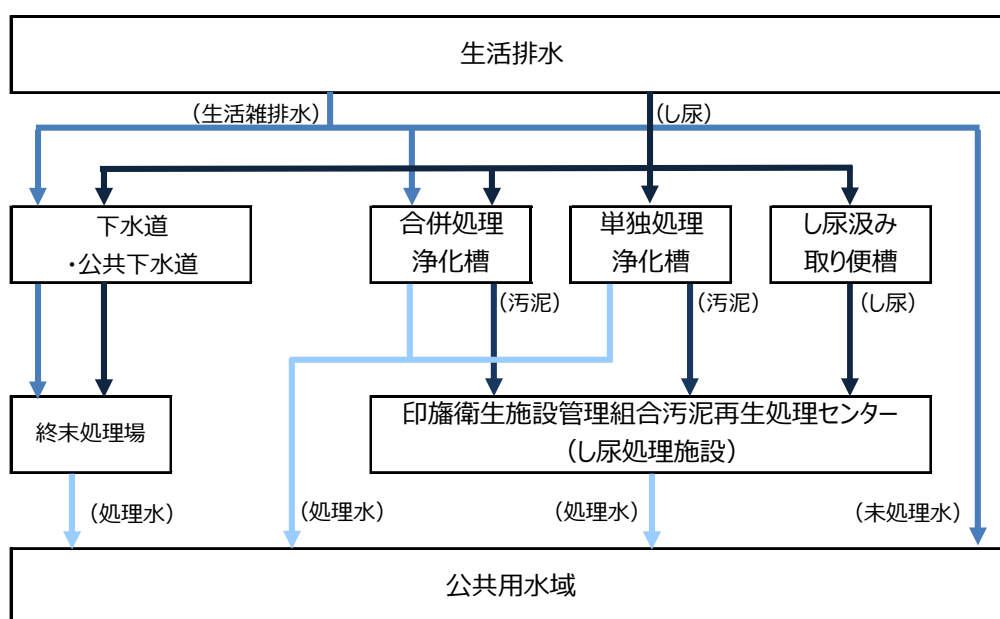 生活排水
（生活雑排水）
（し尿）
下水道
・公共下水道
合併処理
浄化槽
単独処理
浄化槽
し尿汲み
取り便槽
（汚泥）
（汚泥）
（し尿）
終末処理場
印旛衛生施設管理組合汚泥再生処理センター
（し尿処理施設）
（処理水）
（処理水）
（処理水）
（未処理水）
公共用水域